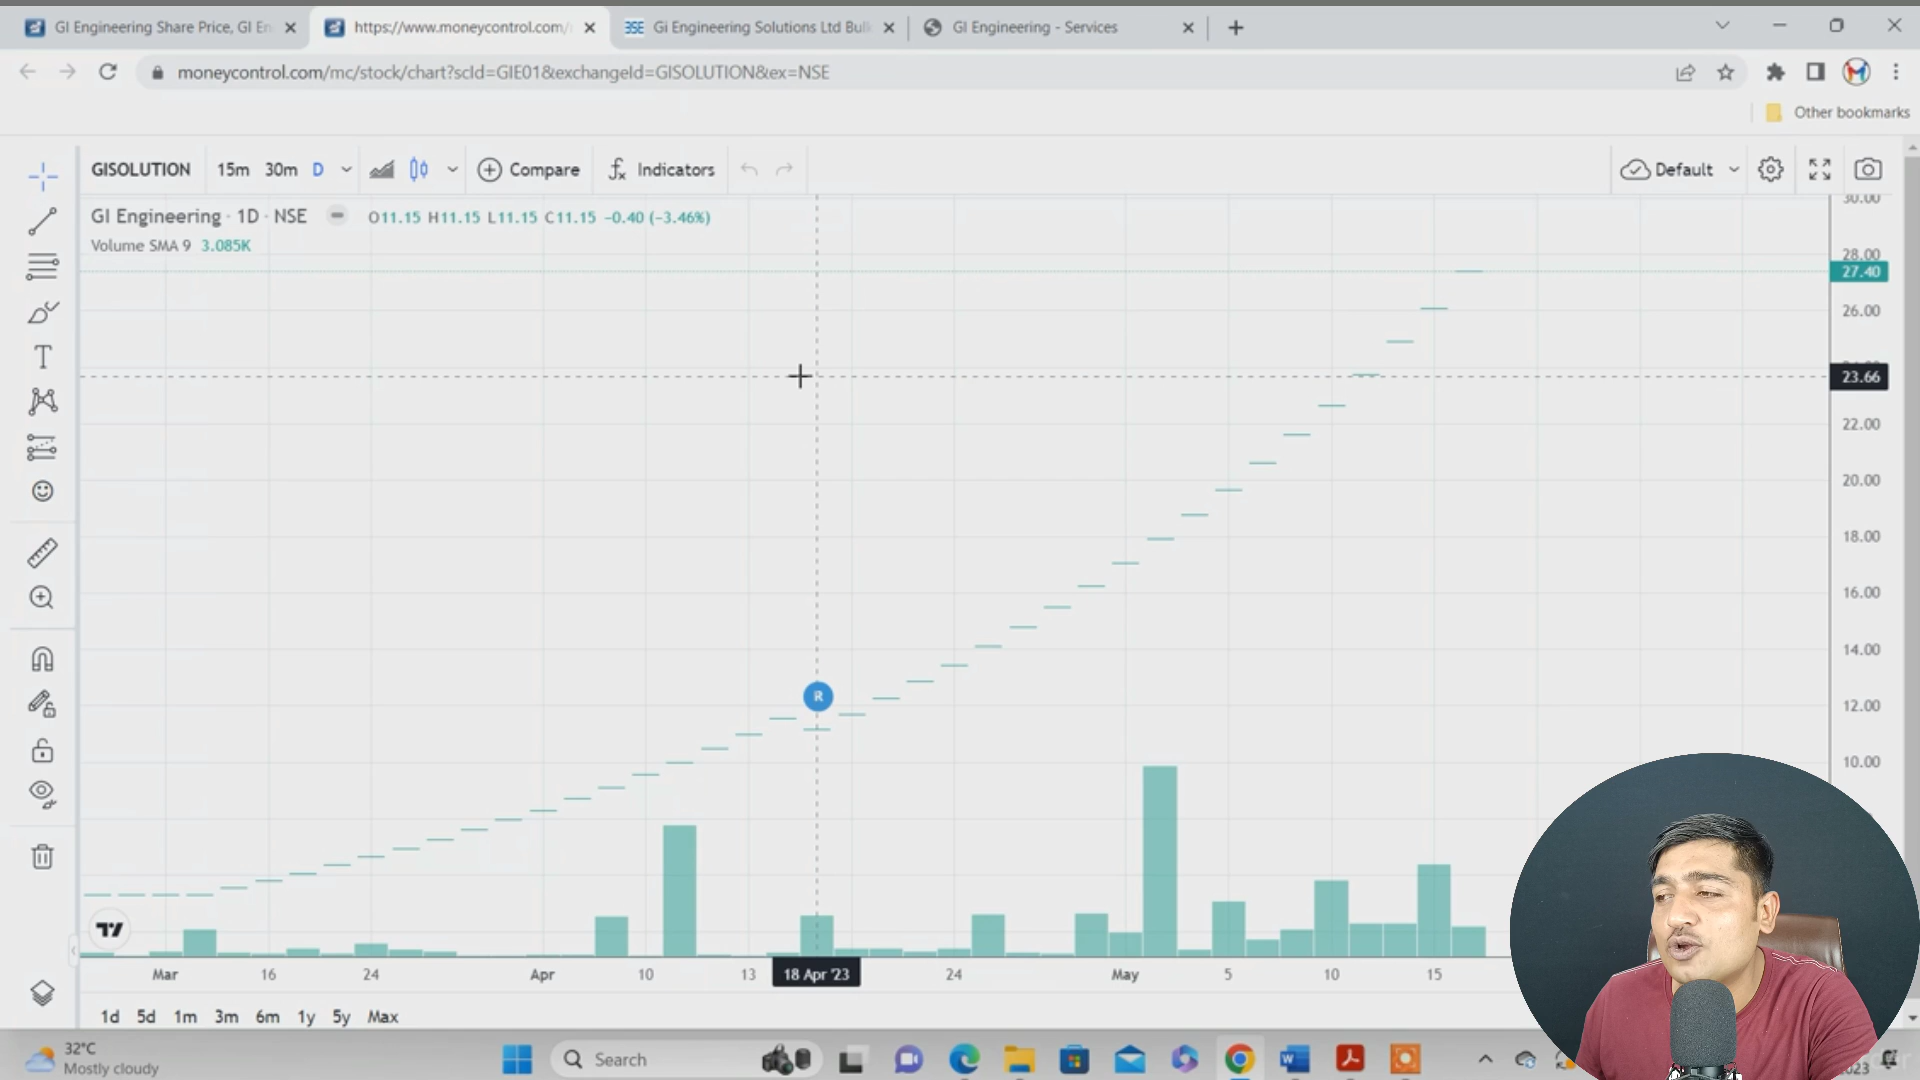 GI Engineering Share Price, GI En
https://www.moneycontrol.com/
BSE Gi Engineering Solutions Ltd Bulk
GI Engineering - Services
moneycontrol.com/mc/stock/chart?scId=GIE01&exchangeId=GISOLUTION&ex=NSE
Other bookmarks
GISOLUTION 15m 30m D Compare Indicators Default
GI Engineering · 1D · NSE O11.15 H11.15 L11.15 C11.15 −0.40 (−3.46%)
Volume SMA 9 3.085K
30.00
28.00
27.40
26.00
23.66
22.00
20.00
18.00
16.00
14.00
12.00
10.00
R
Mar 16 24 Apr 10 13 18 Apr '23 24 May 5 10 15
1d 5d 1m 3m 6m 1y 5y Max
32°C
Mostly cloudy
Search
2023